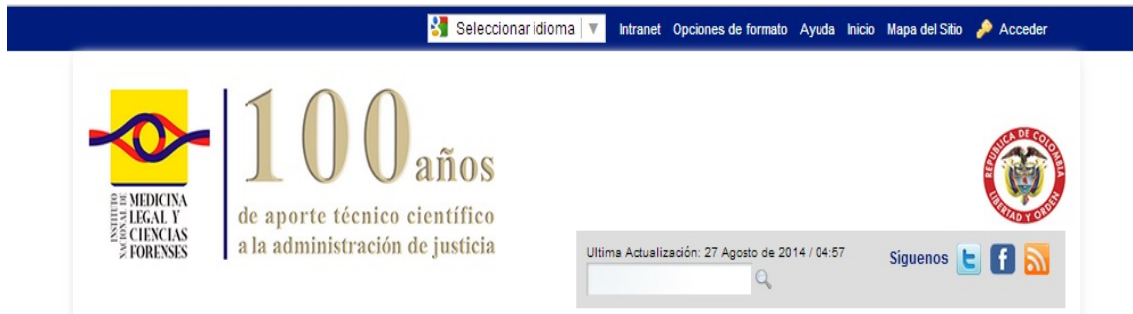 Seleccionar idioma Intranet Opciones de formato Ayuda Inicio Mapa del Sitio Acceder
INSTITUTO NACIONAL DE MEDICINA LEGAL Y CIENCIAS FORENSES
100 años
de aporte técnico científico
a la administración de justicia
REPUBLICA DE COLOMBIA
LIBERTAD Y ORDEN
Ultima Actualización: 27 Agosto de 2014 / 04:57
Síguenos